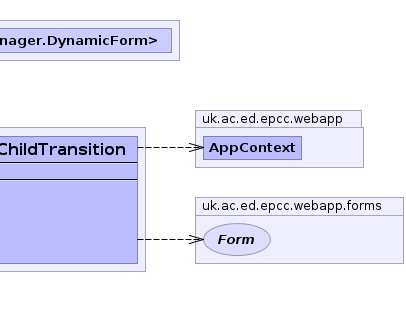 nager.DynamicForm>
uk.ac.ed.epcc.webapp
ChildTransition
AppContext
uk.ac.ed.epcc.webapp.forms
Form